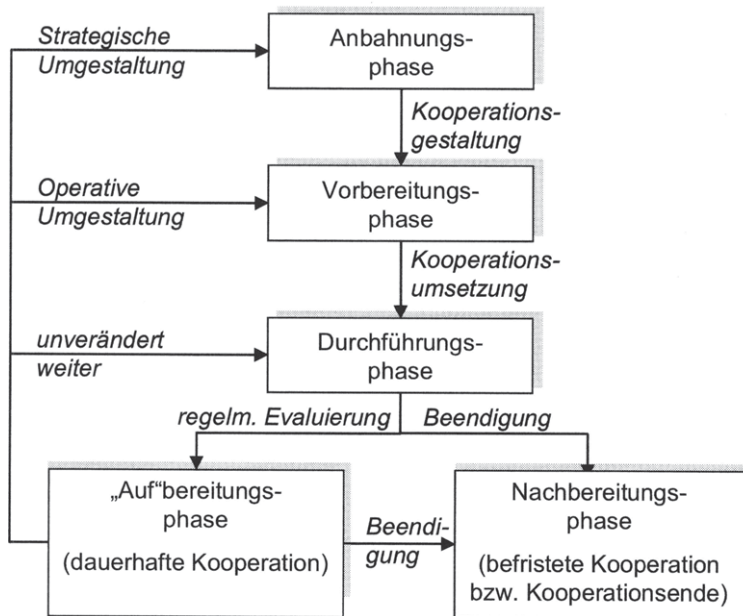 Strategische
Umgestaltung
Anbahnungs-
phase
Kooperations-
gestaltung
Operative
Umgestaltung
Vorbereitungs-
phase
Kooperations-
umsetzung
unverändert
weiter
Durchführungs-
phase
regelm. Evaluierung
Beendigung
„Auf“bereitungs-
phase
(dauerhafte Kooperation)
Beendi-
gung
Nachbereitungs-
phase
(befristete Kooperation
bzw. Kooperationsende)